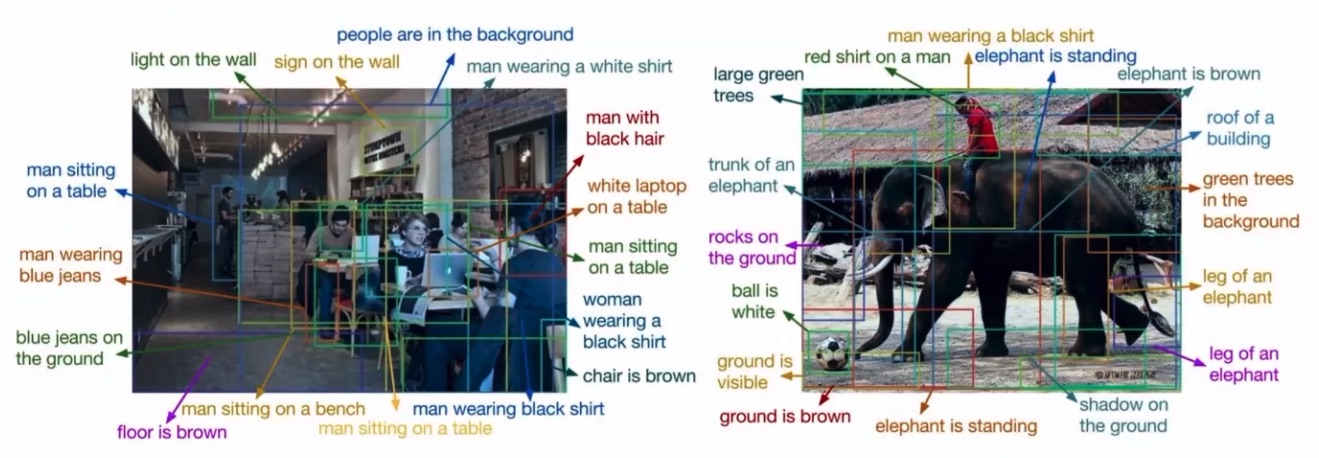 people are in the background
light on the wall
sign on the wall
man wearing a white shirt
man with
black hair
man sitting
on a table
white laptop
on a table
man wearing
blue jeans
man sitting
on a table
woman
wearing a
black shirt
blue jeans on
the ground
chair is brown
man sitting on a bench
man wearing black shirt
floor is brown
man sitting on a table
man wearing a black shirt
red shirt on a man
elephant is standing
large green
trees
elephant is brown
roof of a
building
trunk of an
elephant
green trees
in the
background
rocks on
the ground
leg of an
elephant
ball is
white
ground is
visible
leg of an
elephant
ground is brown
elephant is standing
shadow on
the ground